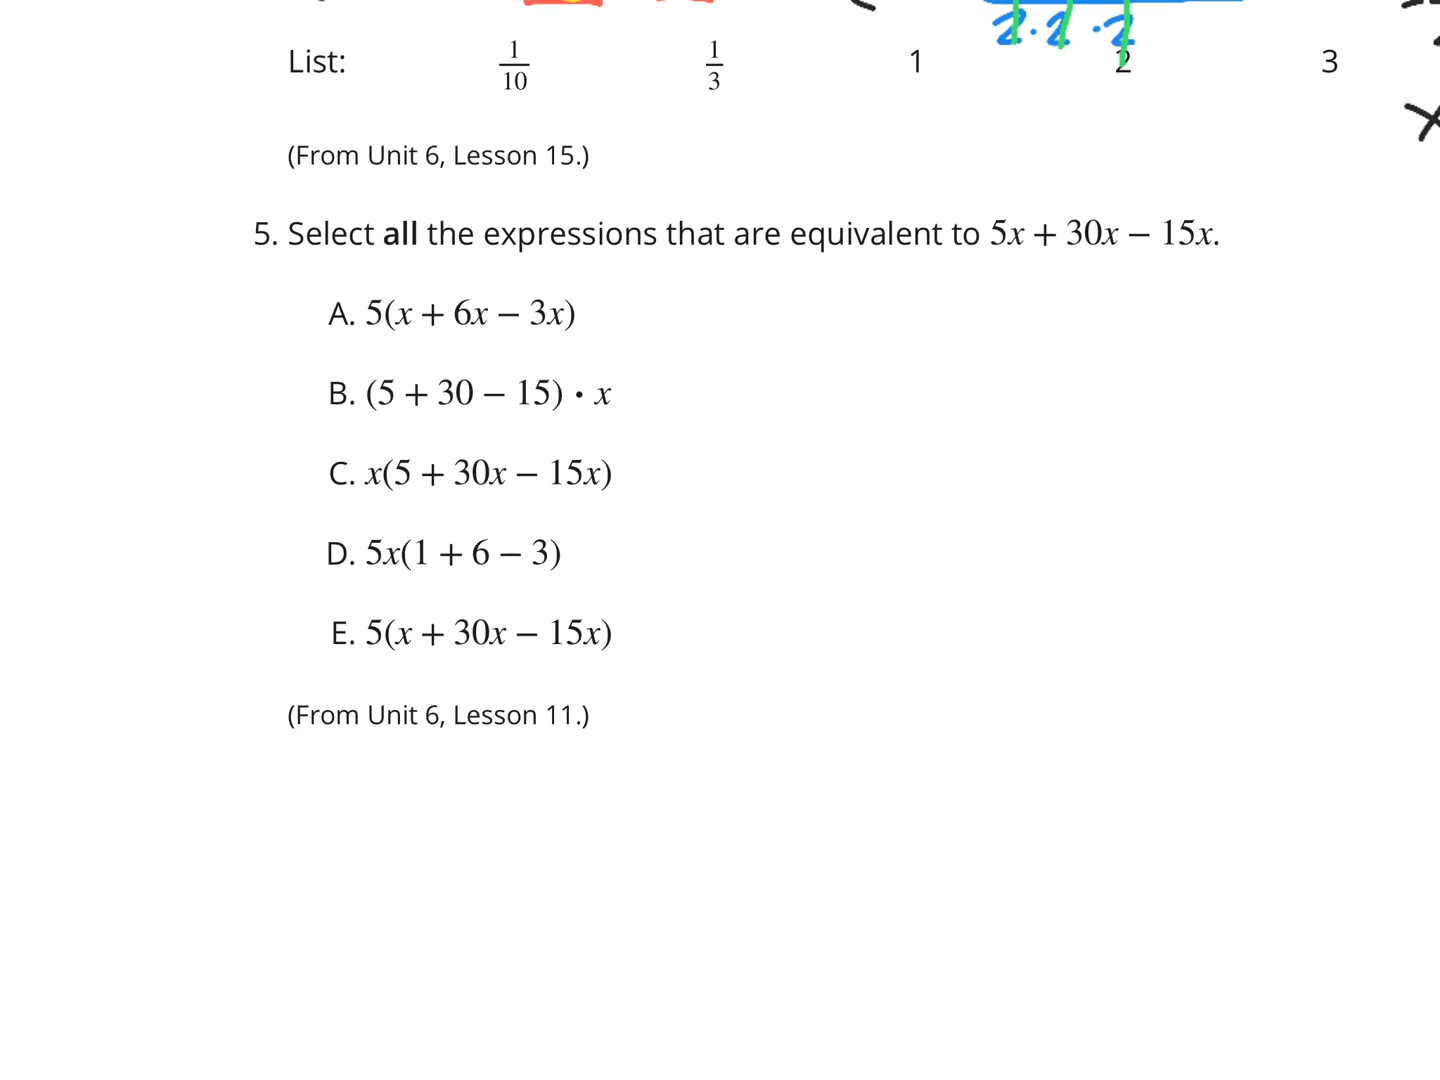 2·2·2
List: 1/10 1/3 1 2 3
x
(From Unit 6, Lesson 15.)
5. Select all the expressions that are equivalent to 5x + 30x − 15x.
A. 5(x + 6x − 3x)
B. (5 + 30 − 15) · x
C. x(5 + 30x − 15x)
D. 5x(1 + 6 − 3)
E. 5(x + 30x − 15x)
(From Unit 6, Lesson 11.)